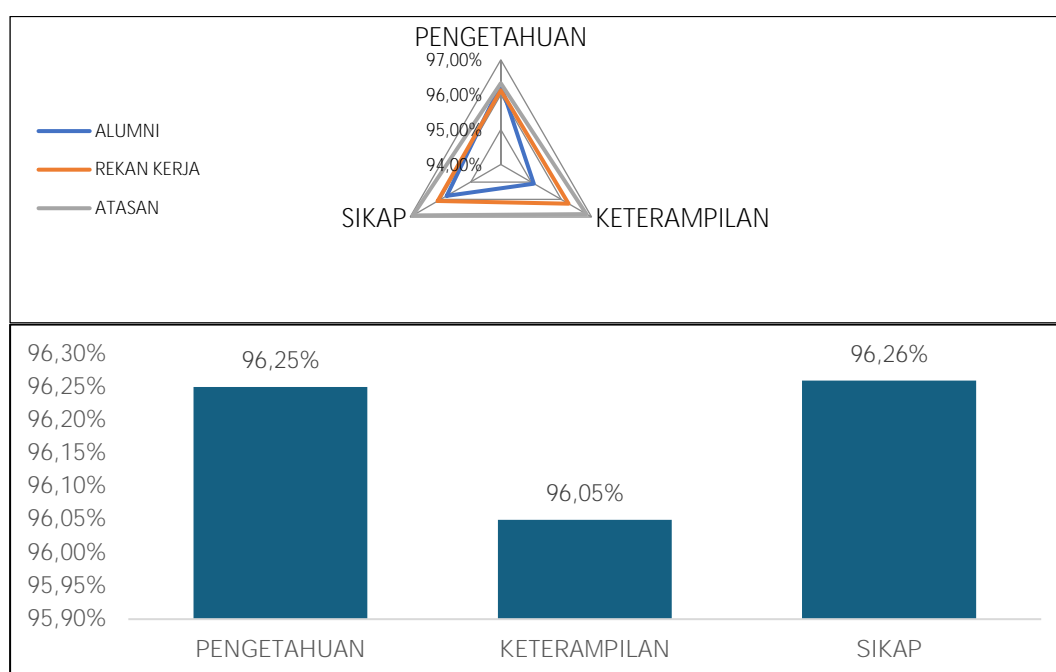 PENGETAHUAN
97,00%
96,00%
95,00%
94,00%
ALUMNI
REKAN KERJA
ATASAN
SIKAP
KETERAMPILAN
96,30%
96,25%
96,20%
96,15%
96,10%
96,05%
96,00%
95,95%
95,90%
96,25%
96,05%
96,26%
PENGETAHUAN
KETERAMPILAN
SIKAP